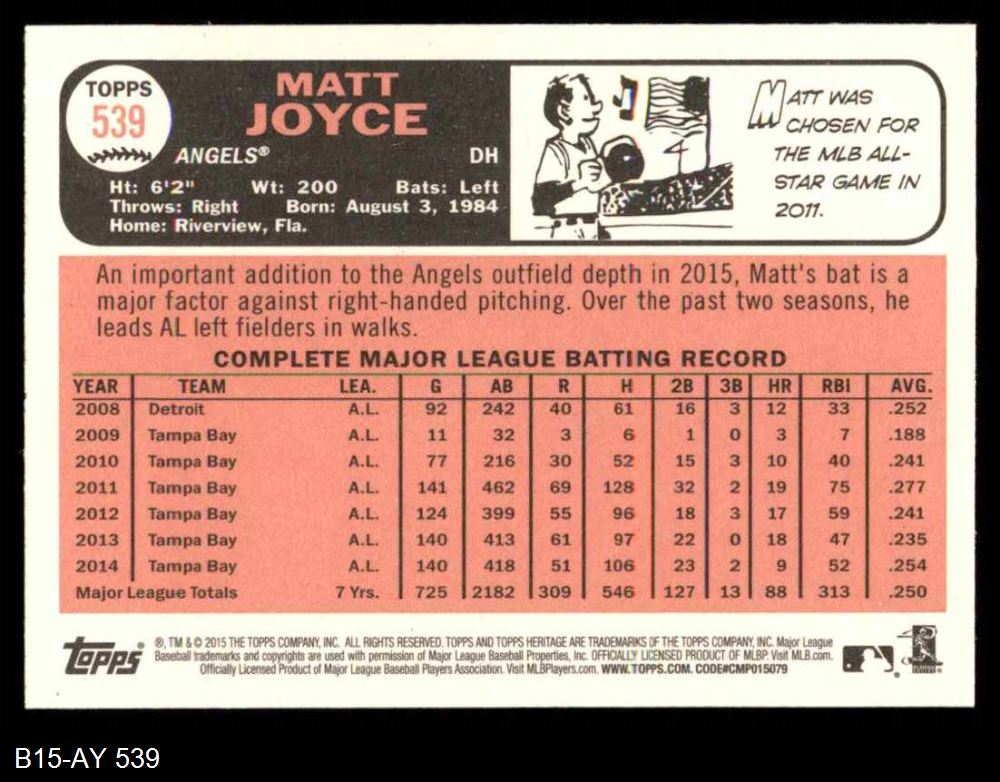 TOPPS
539
MATT
JOYCE
ANGELS® DH
Ht: 6'2" Wt: 200 Bats: Left
Throws: Right Born: August 3, 1984
Home: Riverview, Fla.
MATT WAS
CHOSEN FOR
THE MLB ALL-
STAR GAME IN
2011.
An important addition to the Angels outfield depth in 2015, Matt's bat is a
major factor against right-handed pitching. Over the past two seasons, he
leads AL left fielders in walks.
COMPLETE MAJOR LEAGUE BATTING RECORD
YEAR TEAM LEA. G AB R H 2B 3B HR RBI AVG.
2008 Detroit A.L. 92 242 40 61 16 3 12 33 .252
2009 Tampa Bay A.L. 11 32 3 6 1 0 3 7 .188
2010 Tampa Bay A.L. 77 216 30 52 15 3 10 40 .241
2011 Tampa Bay A.L. 141 462 69 128 32 2 19 75 .277
2012 Tampa Bay A.L. 124 399 55 96 18 3 17 59 .241
2013 Tampa Bay A.L. 140 413 61 97 22 0 18 47 .235
2014 Tampa Bay A.L. 140 418 51 106 23 2 9 52 .254
Major League Totals 7 Yrs. 725 2182 309 546 127 13 88 313 .250
Topps®
®, TM & © 2015 THE TOPPS COMPANY, INC. ALL RIGHTS RESERVED. TOPPS AND TOPPS HERITAGE ARE TRADEMARKS OF THE TOPPS COMPANY, INC. Major League
Baseball trademarks and copyrights are used with permission of Major League Baseball Properties, Inc. OFFICIALLY LICENSED PRODUCT OF MLBP. Visit MLB.com.
Officially Licensed Product of Major League Baseball Players Association. Visit MLBPlayers.com. WWW.TOPPS.COM. CODE#CMP015079
B15-AY 539